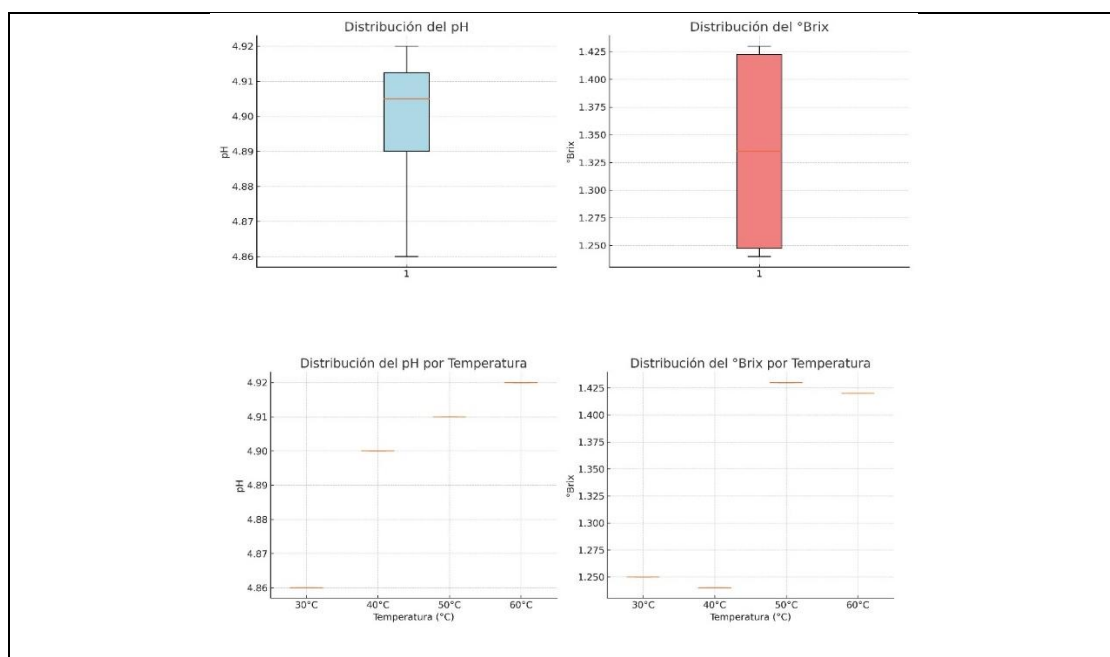 Distribución del pH
4.92
4.91
4.90
4.89
4.88
4.87
4.86
pH
1
Distribución del °Brix
1.425
1.400
1.375
1.350
1.325
1.300
1.275
1.250
°Brix
1
Distribución del pH por Temperatura
4.92
4.91
4.90
4.89
4.88
4.87
4.86
pH
30°C 40°C 50°C 60°C
Temperatura (°C)
Distribución del °Brix por Temperatura
1.425
1.400
1.375
1.350
1.325
1.300
1.275
1.250
°Brix
30°C 40°C 50°C 60°C
Temperatura (°C)